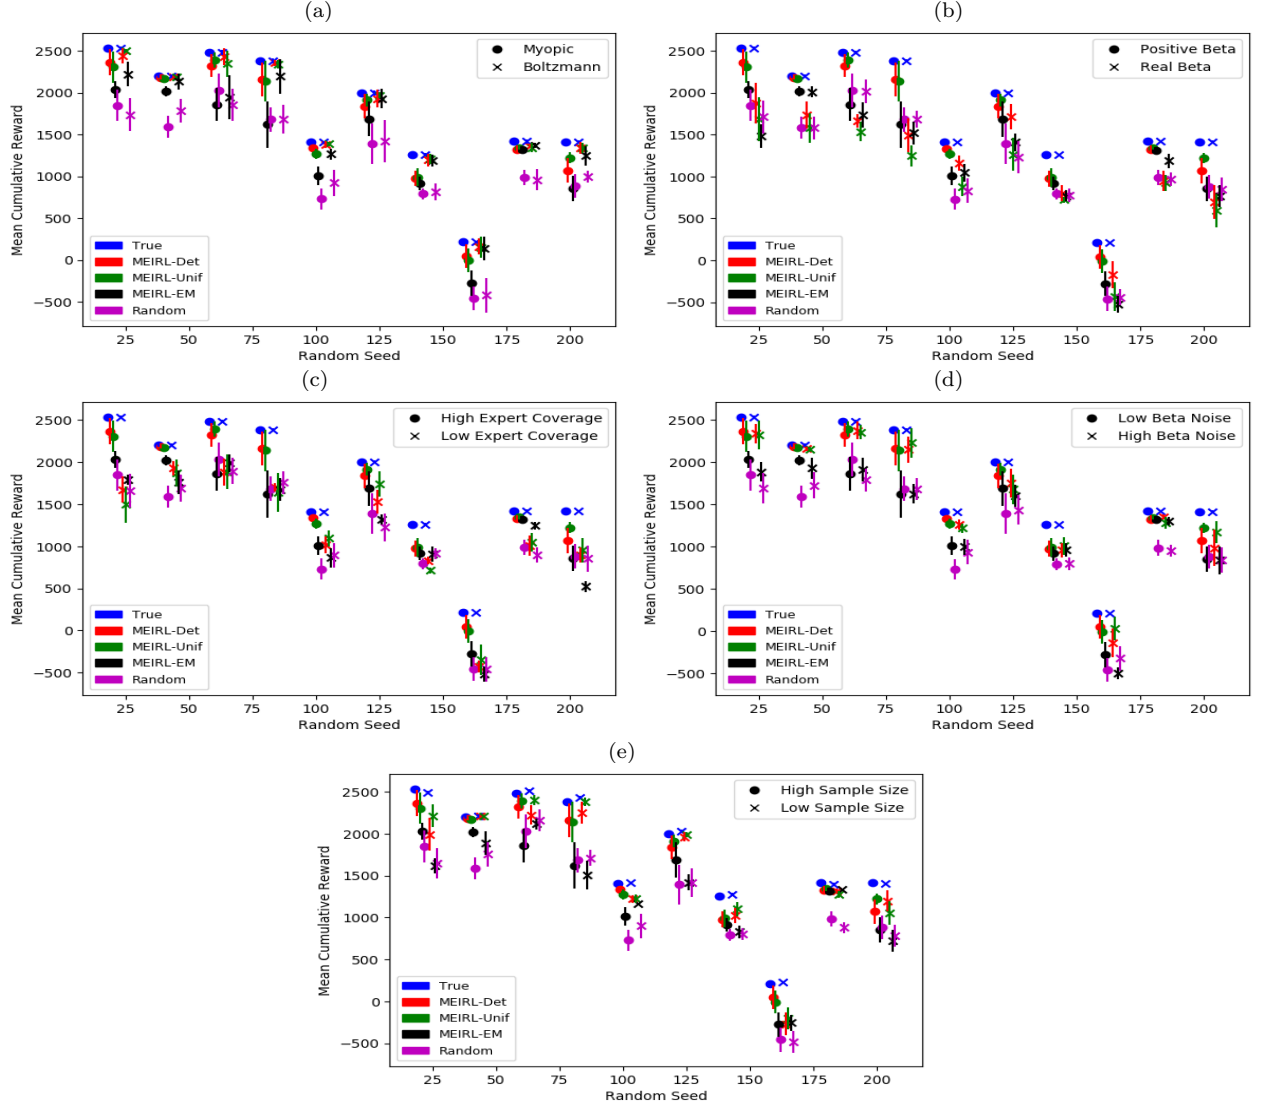 (a)
2500
2000
1500
1000
500
0
−500
Mean Cumulative Reward
Myopic
Boltzmann
True
MEIRL-Det
MEIRL-Unif
MEIRL-EM
Random
25 50 75 100 125 150 175 200
Random Seed
(b)
2500
2000
1500
1000
500
0
−500
Mean Cumulative Reward
Positive Beta
Real Beta
True
MEIRL-Det
MEIRL-Unif
MEIRL-EM
Random
25 50 75 100 125 150 175 200
Random Seed
(c)
2500
2000
1500
1000
500
0
−500
Mean Cumulative Reward
High Expert Coverage
Low Expert Coverage
True
MEIRL-Det
MEIRL-Unif
MEIRL-EM
Random
25 50 75 100 125 150 175 200
Random Seed
(d)
2500
2000
1500
1000
500
0
−500
Mean Cumulative Reward
Low Beta Noise
High Beta Noise
True
MEIRL-Det
MEIRL-Unif
MEIRL-EM
Random
25 50 75 100 125 150 175 200
Random Seed
(e)
2500
2000
1500
1000
500
0
−500
Mean Cumulative Reward
High Sample Size
Low Sample Size
True
MEIRL-Det
MEIRL-Unif
MEIRL-EM
Random
25 50 75 100 125 150 175 200
Random Seed